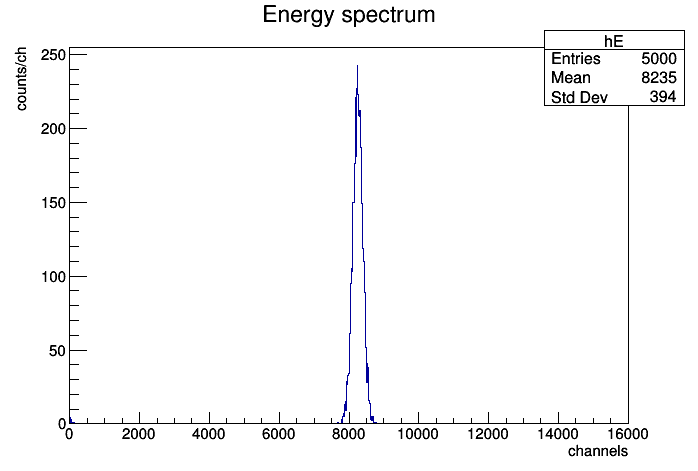 Energy spectrum
hE
Entries 5000
Mean 8235
Std Dev 394
counts/ch
250
200
150
100
50
0
0 2000 4000 6000 8000 10000 12000 14000 16000
channels